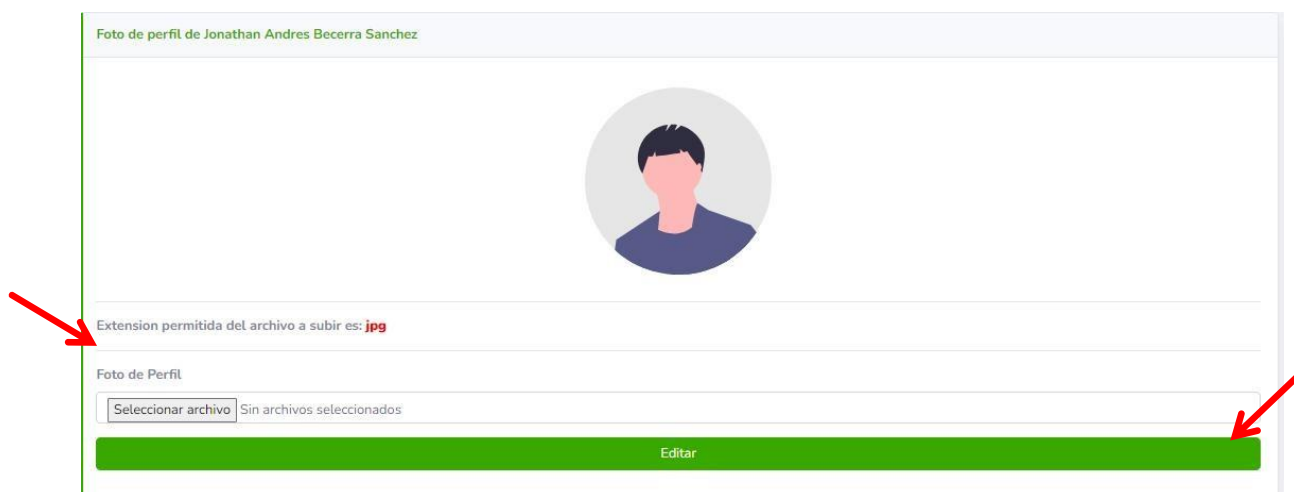 Foto de perfil de Jonathan Andres Becerra Sanchez
Extension permitida del archivo a subir es: jpg
Foto de Perfil
Seleccionar archivo Sin archivos seleccionados
Editar